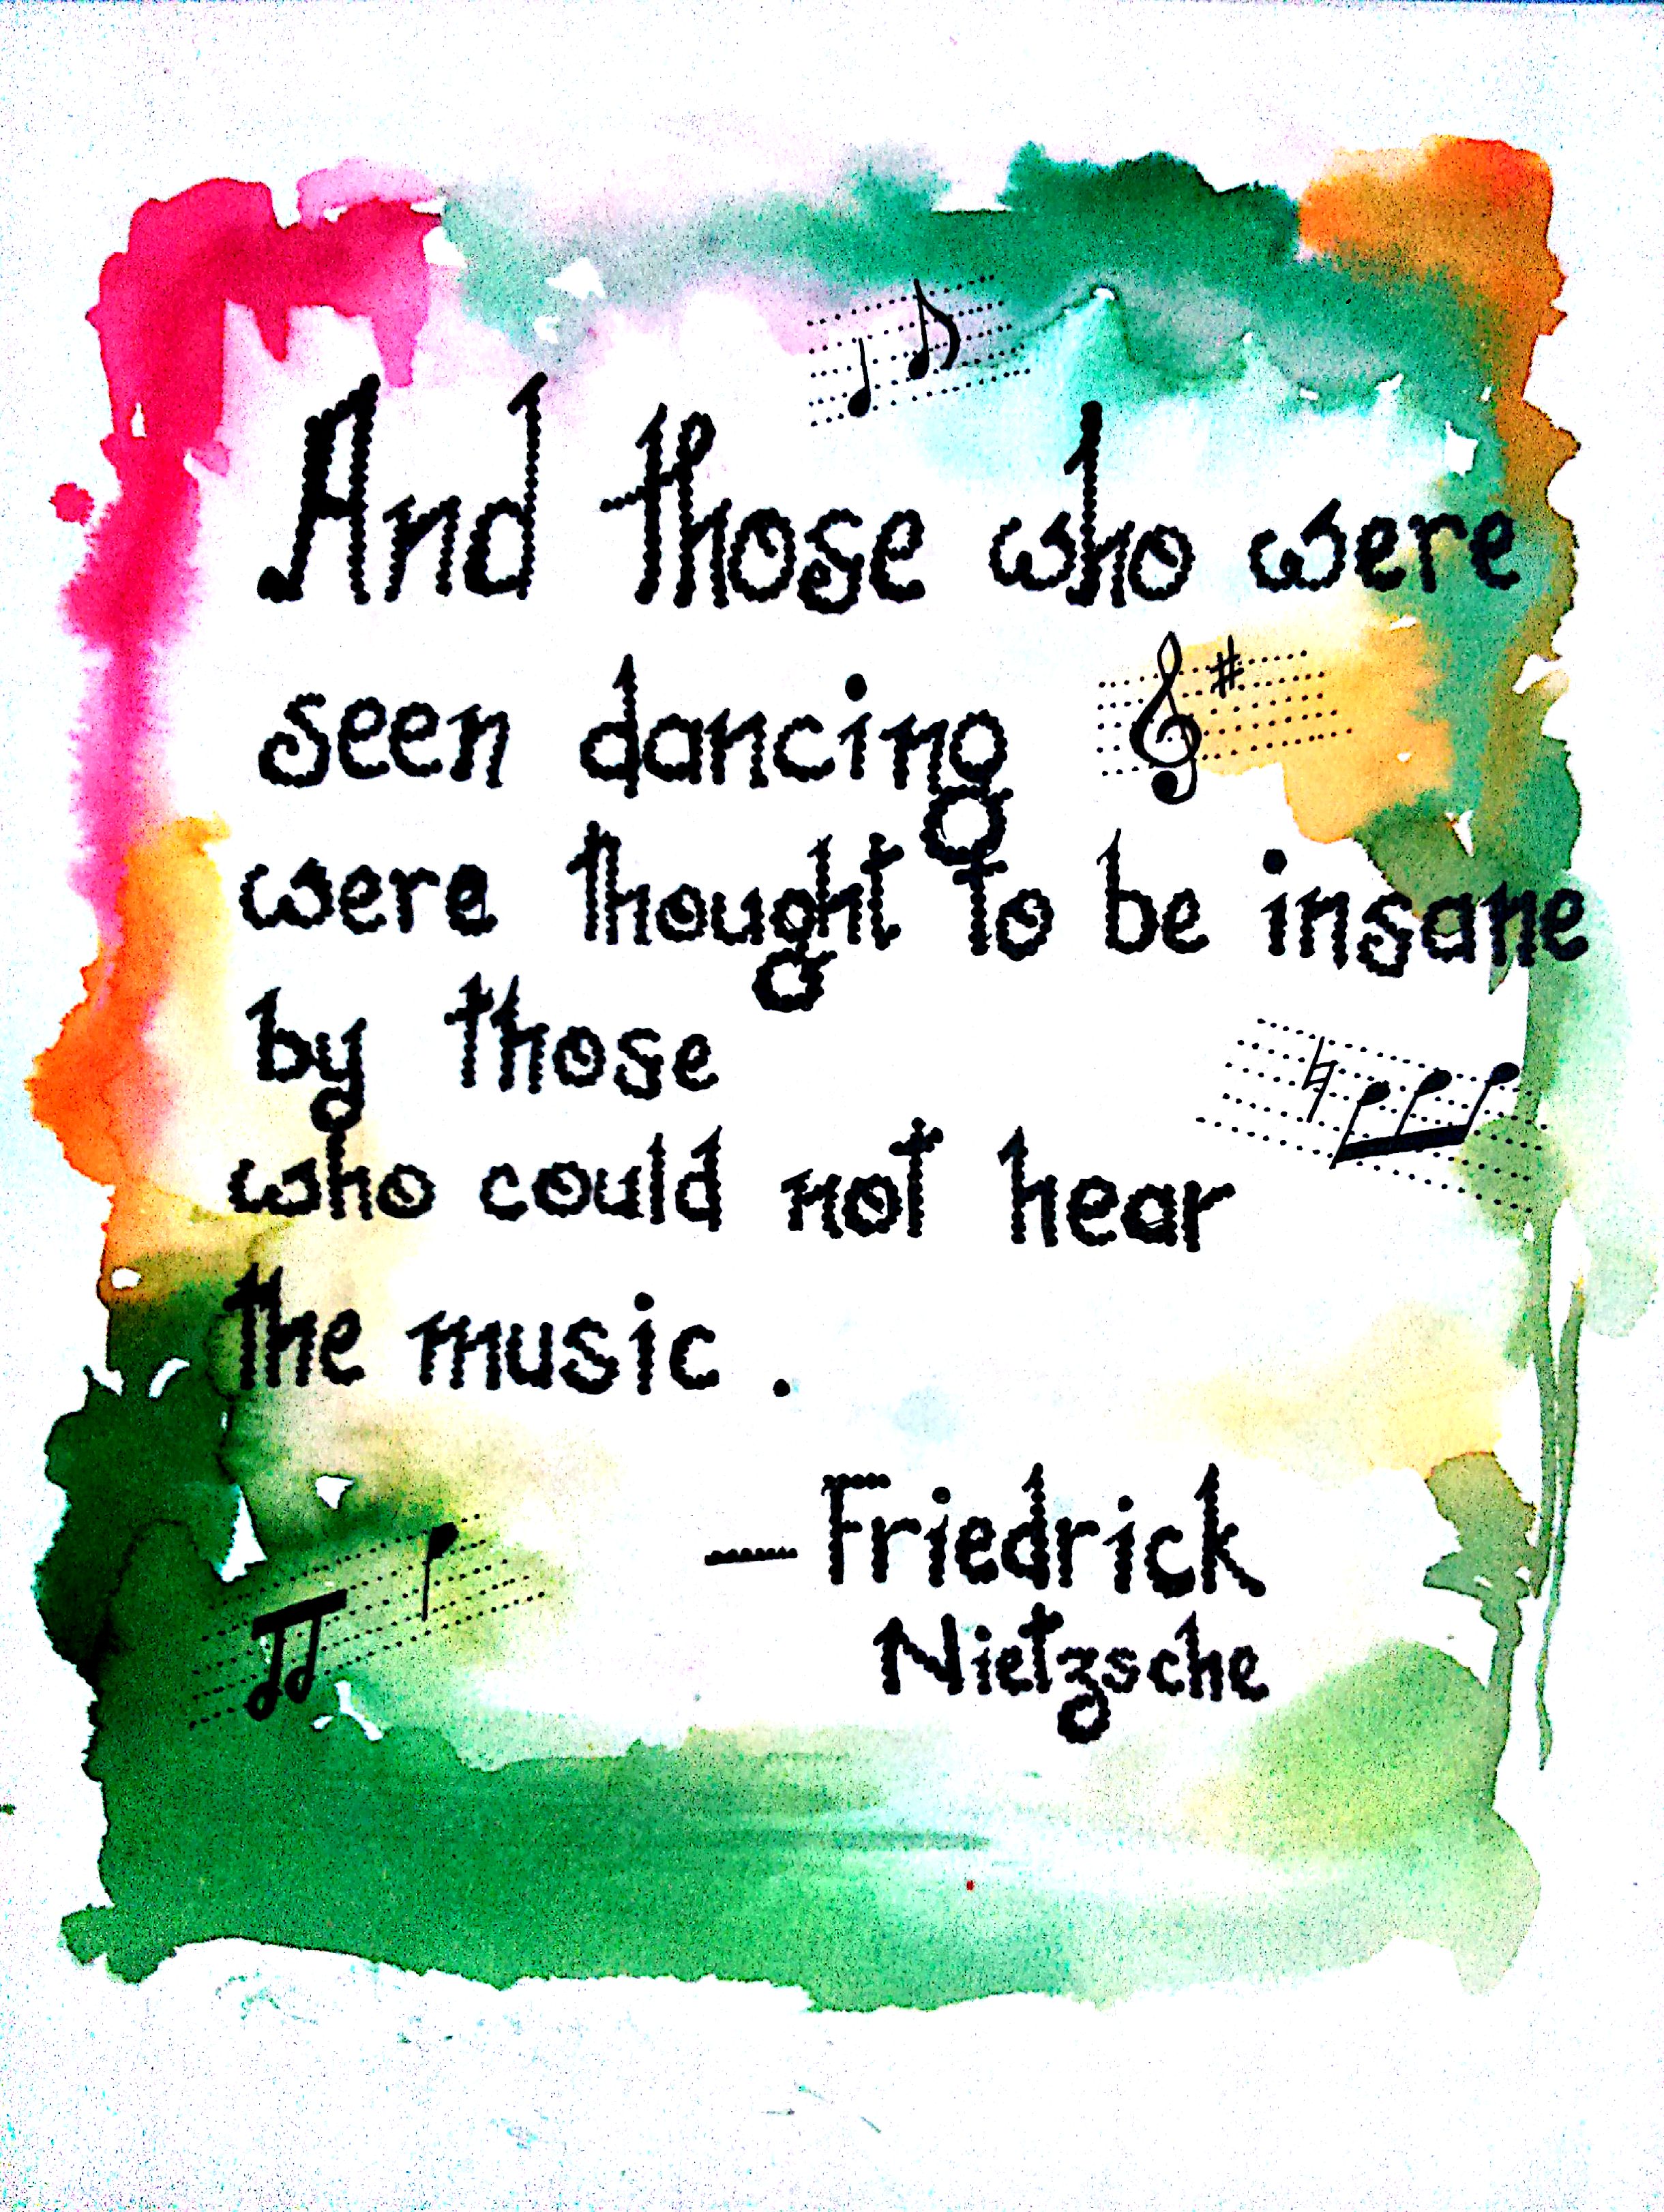 And those who were
seen dancing
were thought to be insane
by those
who could not hear
the music .
— Friedrick
Nietzsche